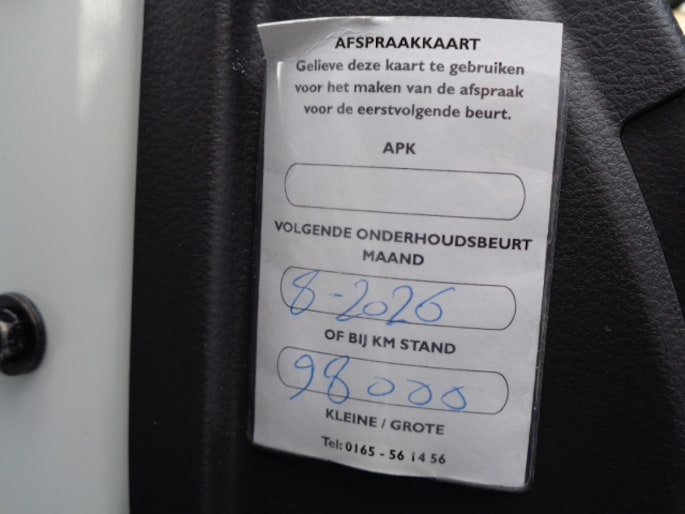 AFSPRAAKKAART
Gelieve deze kaart te gebruiken
voor het maken van de afspraak
voor de eerstvolgende beurt.
APK
VOLGENDE ONDERHOUDSBEURT
MAAND
8-2026
OF BIJ KM STAND
98000
KLEINE / GROTE
Tel: 0165 - 56 14 56